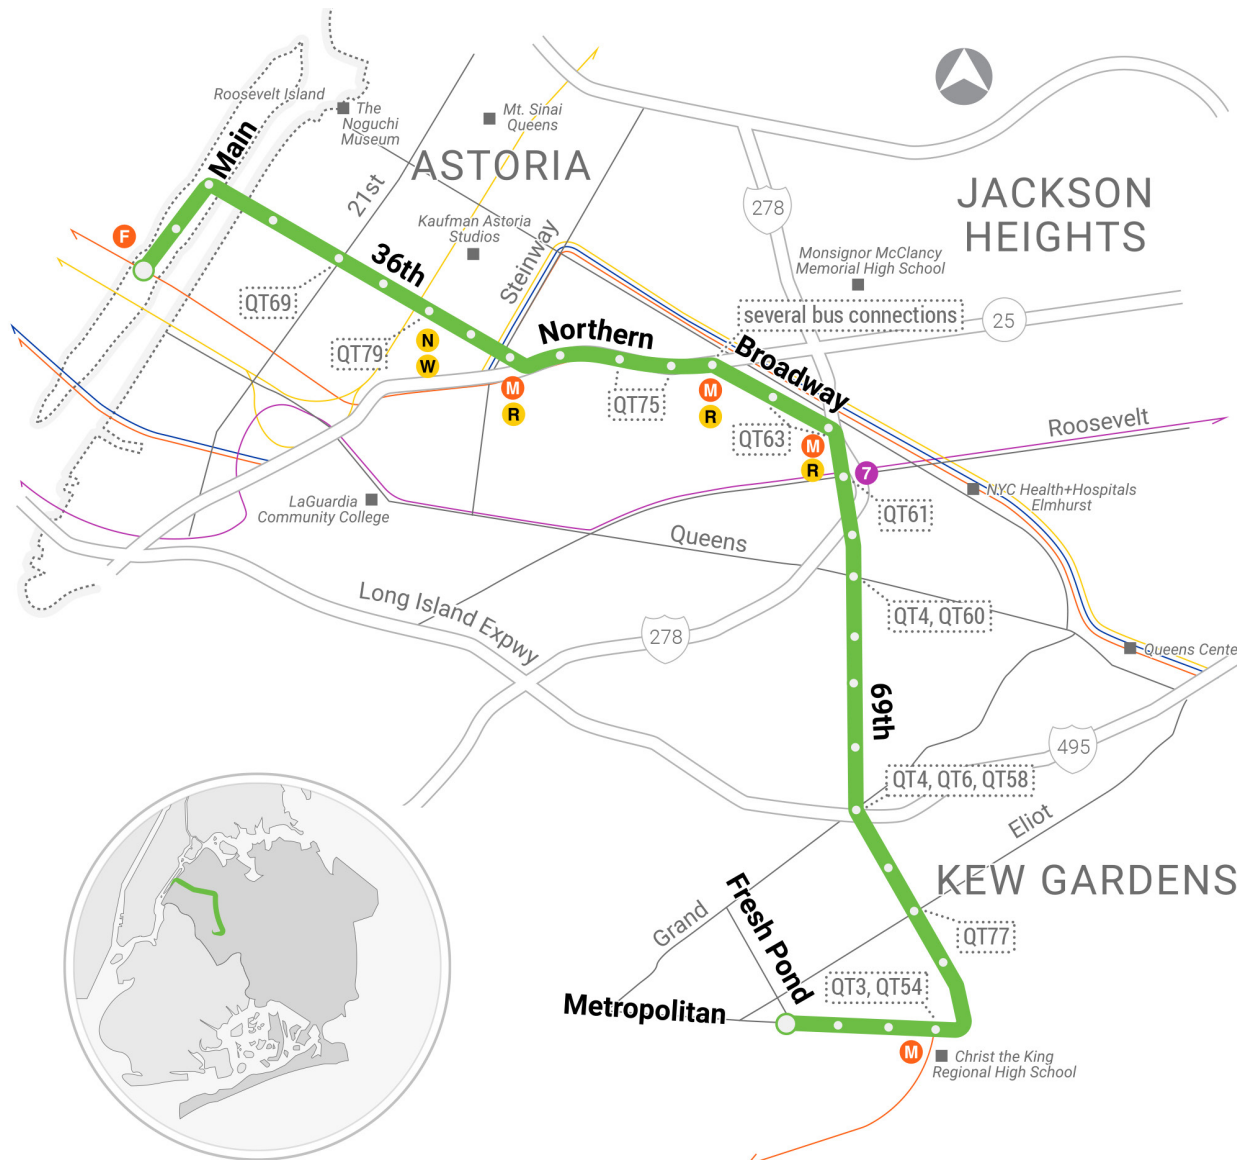 Roosevelt Island
The
Noguchi
Museum
Mt. Sinai
Queens
Main
ASTORIA
21st
JACKSON
HEIGHTS
278
Kaufman Astoria
Studios
F
36th
Steinway
Monsignor McClancy
Memorial High School
QT69
several bus connections
25
Northern
Broadway
QT79
N
W
M
R
QT75
M
R
QT63
M
R
7
Roosevelt
LaGuardia
Community College
NYC Health+Hospitals
Elmhurst
QT61
Queens
Long Island Expwy
QT4, QT60
278
Queens Cente
69th
495
QT4, QT6, QT58
Eliot
KEW GARDENS
Fresh Pond
Grand
QT77
QT3, QT54
Metropolitan
M
Christ the King
Regional High School